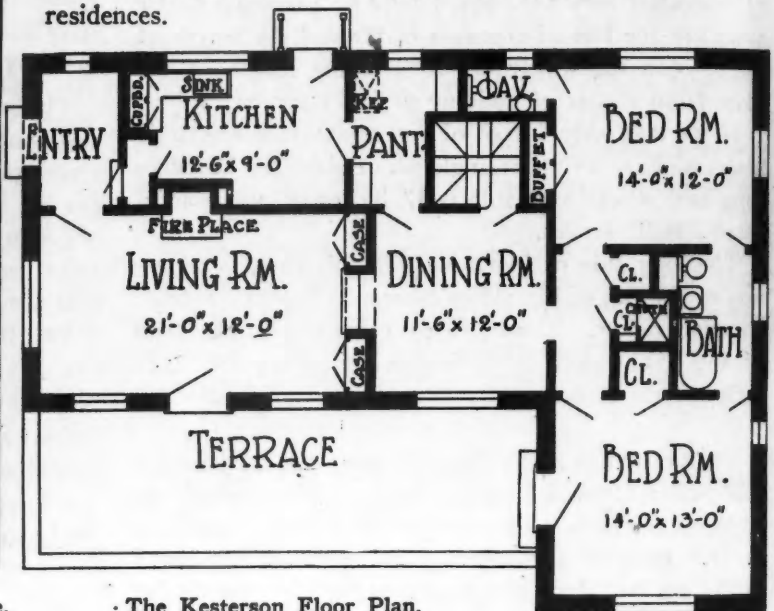 residences.
SINK
CUPBD.
REF
LAV.
ENTRY
KITCHEN
12'-6" x 9'-0"
PANT.
BUFFET
BED RM.
14'-0" x 12'-0"
FIRE PLACE
CASE
LIVING RM.
21'-0" x 12'-0"
DINING RM.
11'-6" x 12'-0"
CL.
CL.
BATH
CASE
CL.
TERRACE
BED RM.
14'-0" x 13'-0"
The Kesterson Floor Plan.